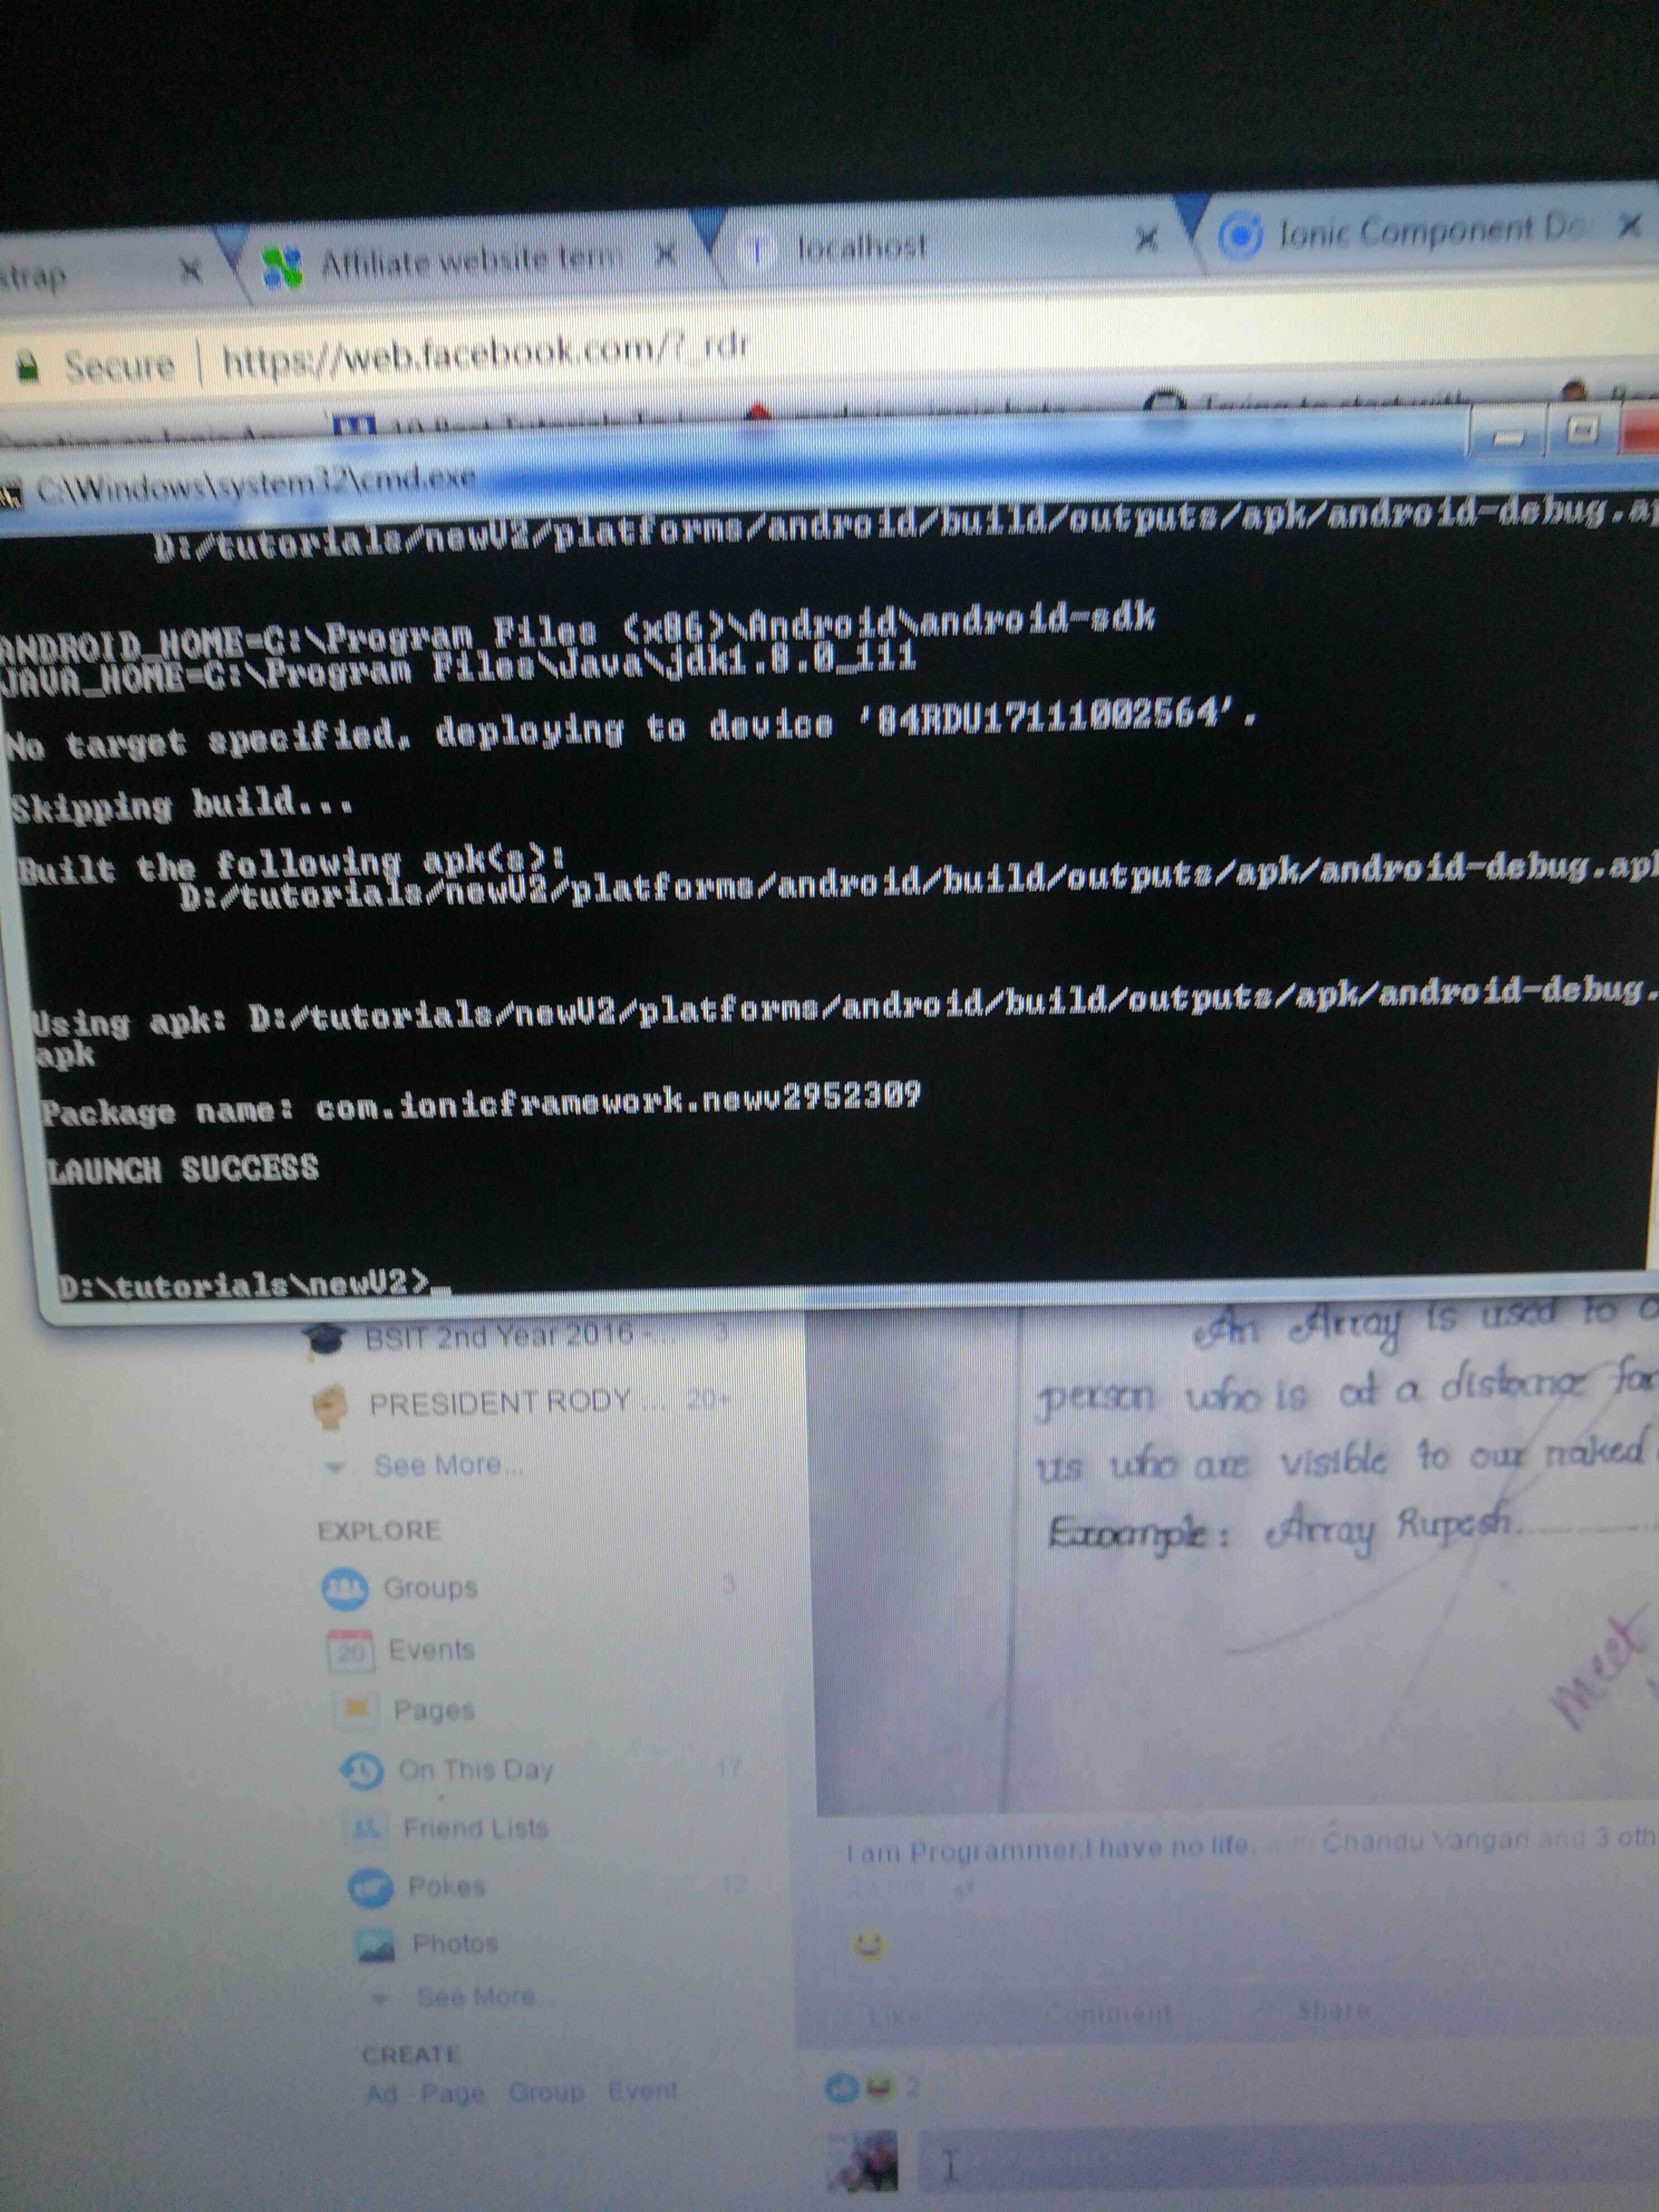 strap
Affiliate website term
localhost
Ionic Component Do
Secure
https://web.facebook.com/?_rdr
C:\Windows\system32\cmd.exe
D:/tutorials/newV2/platforms/android/build/outputs/apk/android-debug.ap
ANDROID_HOME=C:\Program Files (x86)\Android\android-sdk
JAVA_HOME=C:\Program Files\Java\jdk1.8.0_111
No target specified, deploying to device '84RDU17111002564'.
Skipping build...
Built the following apk(s):
D:/tutorials/newV2/platforms/android/build/outputs/apk/android-debug.apk
Using apk: D:/tutorials/newV2/platforms/android/build/outputs/apk/android-debug.
apk
Package name: com.ionicframework.newv2952309
LAUNCH SUCCESS
D:\tutorials\newV2>_
BSIT 2nd Year 2016 -... 3
PRESIDENT RODY ... 20+
See More...
EXPLORE
Groups 3
Events
Pages
On This Day 17
Friend Lists
Pokes
Photos
See More
CREATE
Ad Page Group Event
An Array is used to
person who is at a distance for
us who are visible to our naked
Example: Array Rupesh.....
meet
I am Programmer.I have no life. with Chandu Vangari and 3 oth
Like Comment Share
2